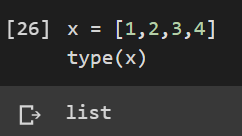 [26] x = [1,2,3,4]
type(x)
list